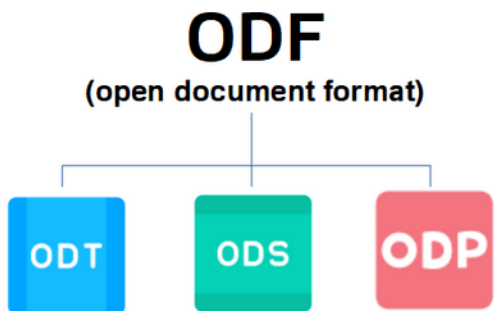 ODF
(open document format)
ODT
ODS
ODP